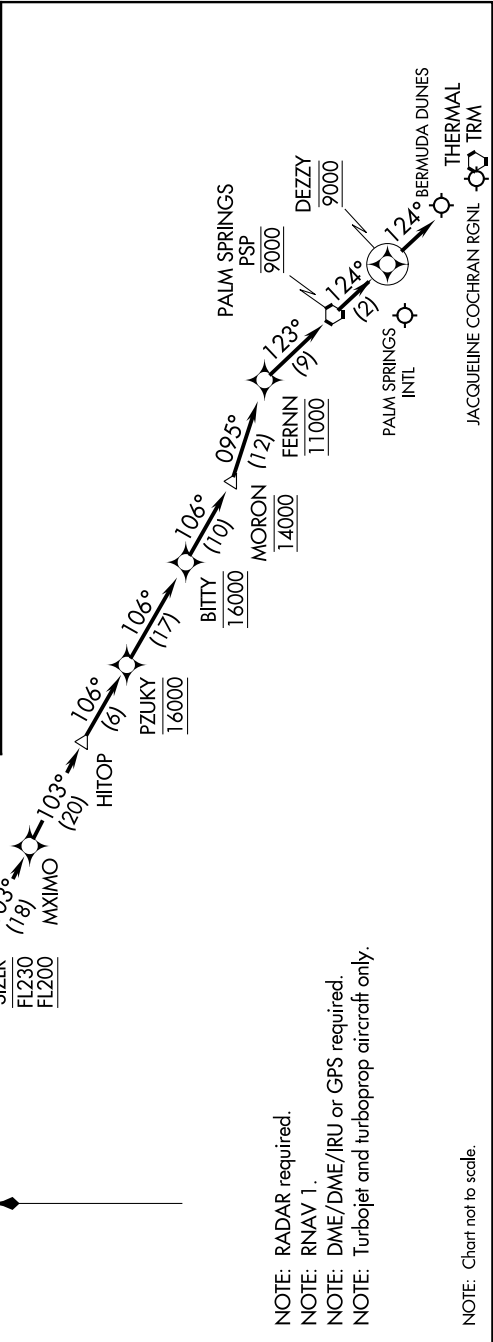 FL230
FL200
(18)
MXIMO
103°
(20)
HITOP
106°
(6)
PZUKY
16000
106°
(17)
BITTY
16000
106°
(10)
MORON
14000
095°
(12)
FERNN
11000
123°
(9)
PALM SPRINGS
PSP
9000
124°
(2)
DEZZY
9000
124°
BERMUDA DUNES
THERMAL
TRM
PALM SPRINGS
INTL
JACQUELINE COCHRAN RGNL
NOTE: RADAR required.
NOTE: RNAV 1.
NOTE: DME/DME/IRU or GPS required.
NOTE: Turbojet and turboprop aircraft only.
NOTE: Chart not to scale.